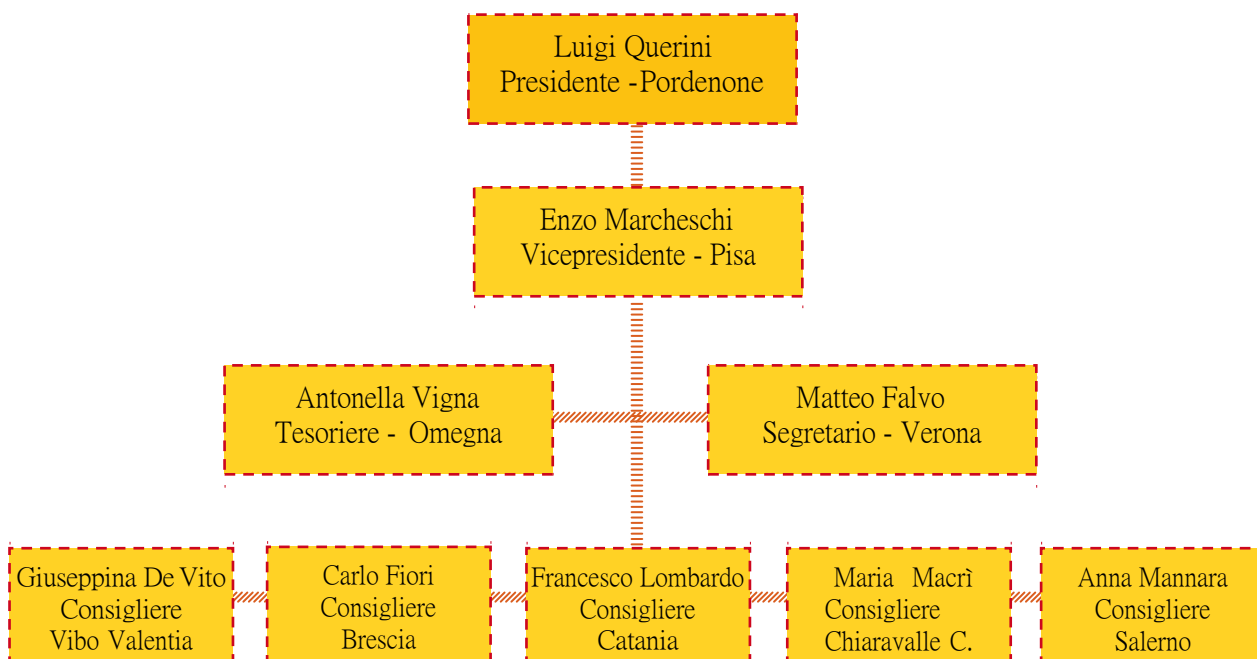 Luigi Querini
Presidente -Pordenone
Enzo Marcheschi
Vicepresidente - Pisa
Antonella Vigna
Tesoriere - Omegna
Matteo Falvo
Segretario - Verona
Giuseppina De Vito
Consigliere
Vibo Valentia
Carlo Fiori
Consigliere
Brescia
Francesco Lombardo
Consigliere
Catania
Maria Macrì
Consigliere
Chiaravalle C.
Anna Mannara
Consigliere
Salerno